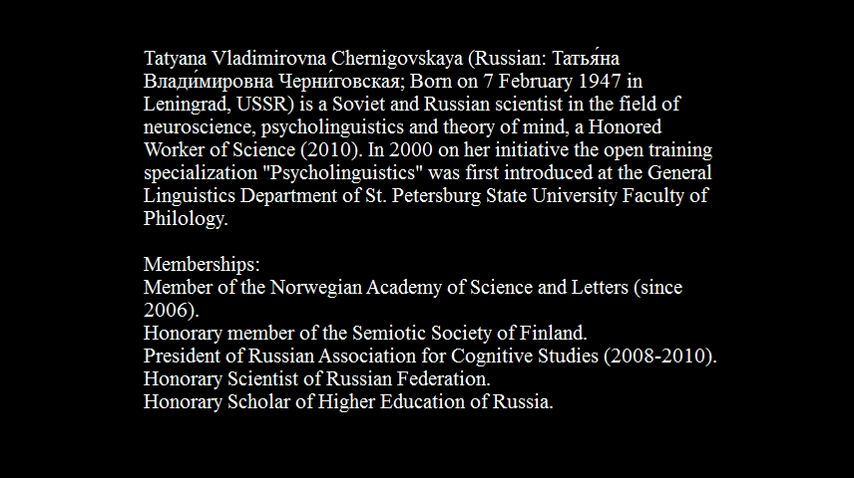 Tatyana Vladimirovna Chernigovskaya (Russian: Татья́на
Влади́мировна Черни́говская; Born on 7 February 1947 in
Leningrad, USSR) is a Soviet and Russian scientist in the field of
neuroscience, psycholinguistics and theory of mind, a Honored
Worker of Science (2010). In 2000 on her initiative the open training
specialization "Psycholinguistics" was first introduced at the General
Linguistics Department of St. Petersburg State University Faculty of
Philology.

Memberships:
Member of the Norwegian Academy of Science and Letters (since
2006).
Honorary member of the Semiotic Society of Finland.
President of Russian Association for Cognitive Studies (2008-2010).
Honorary Scientist of Russian Federation.
Honorary Scholar of Higher Education of Russia.